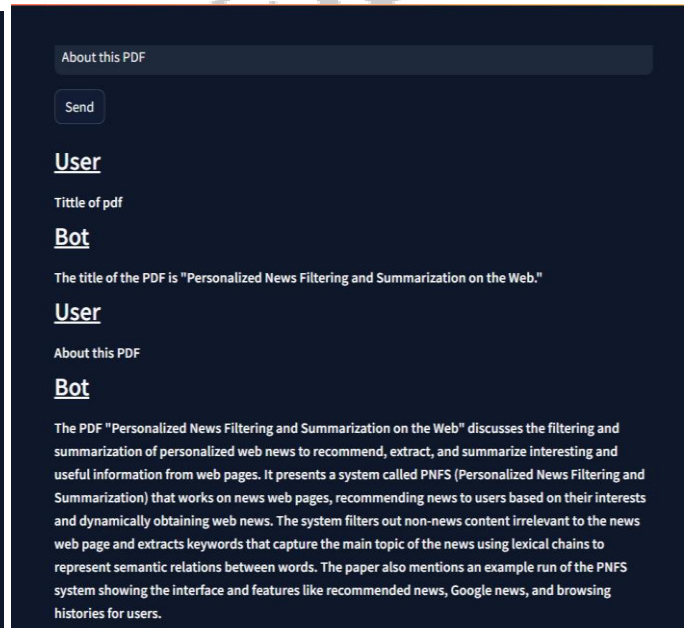 About this PDF
Send
User
Tittle of pdf
Bot
The title of the PDF is "Personalized News Filtering and Summarization on the Web."
User
About this PDF
Bot
The PDF "Personalized News Filtering and Summarization on the Web" discusses the filtering and
summarization of personalized web news to recommend, extract, and summarize interesting and
useful information from web pages. It presents a system called PNFS (Personalized News Filtering and
Summarization) that works on news web pages, recommending news to users based on their interests
and dynamically obtaining web news. The system filters out non-news content irrelevant to the news
web page and extracts keywords that capture the main topic of the news using lexical chains to
represent semantic relations between words. The paper also mentions an example run of the PNFS
system showing the interface and features like recommended news, Google news, and browsing
histories for users.